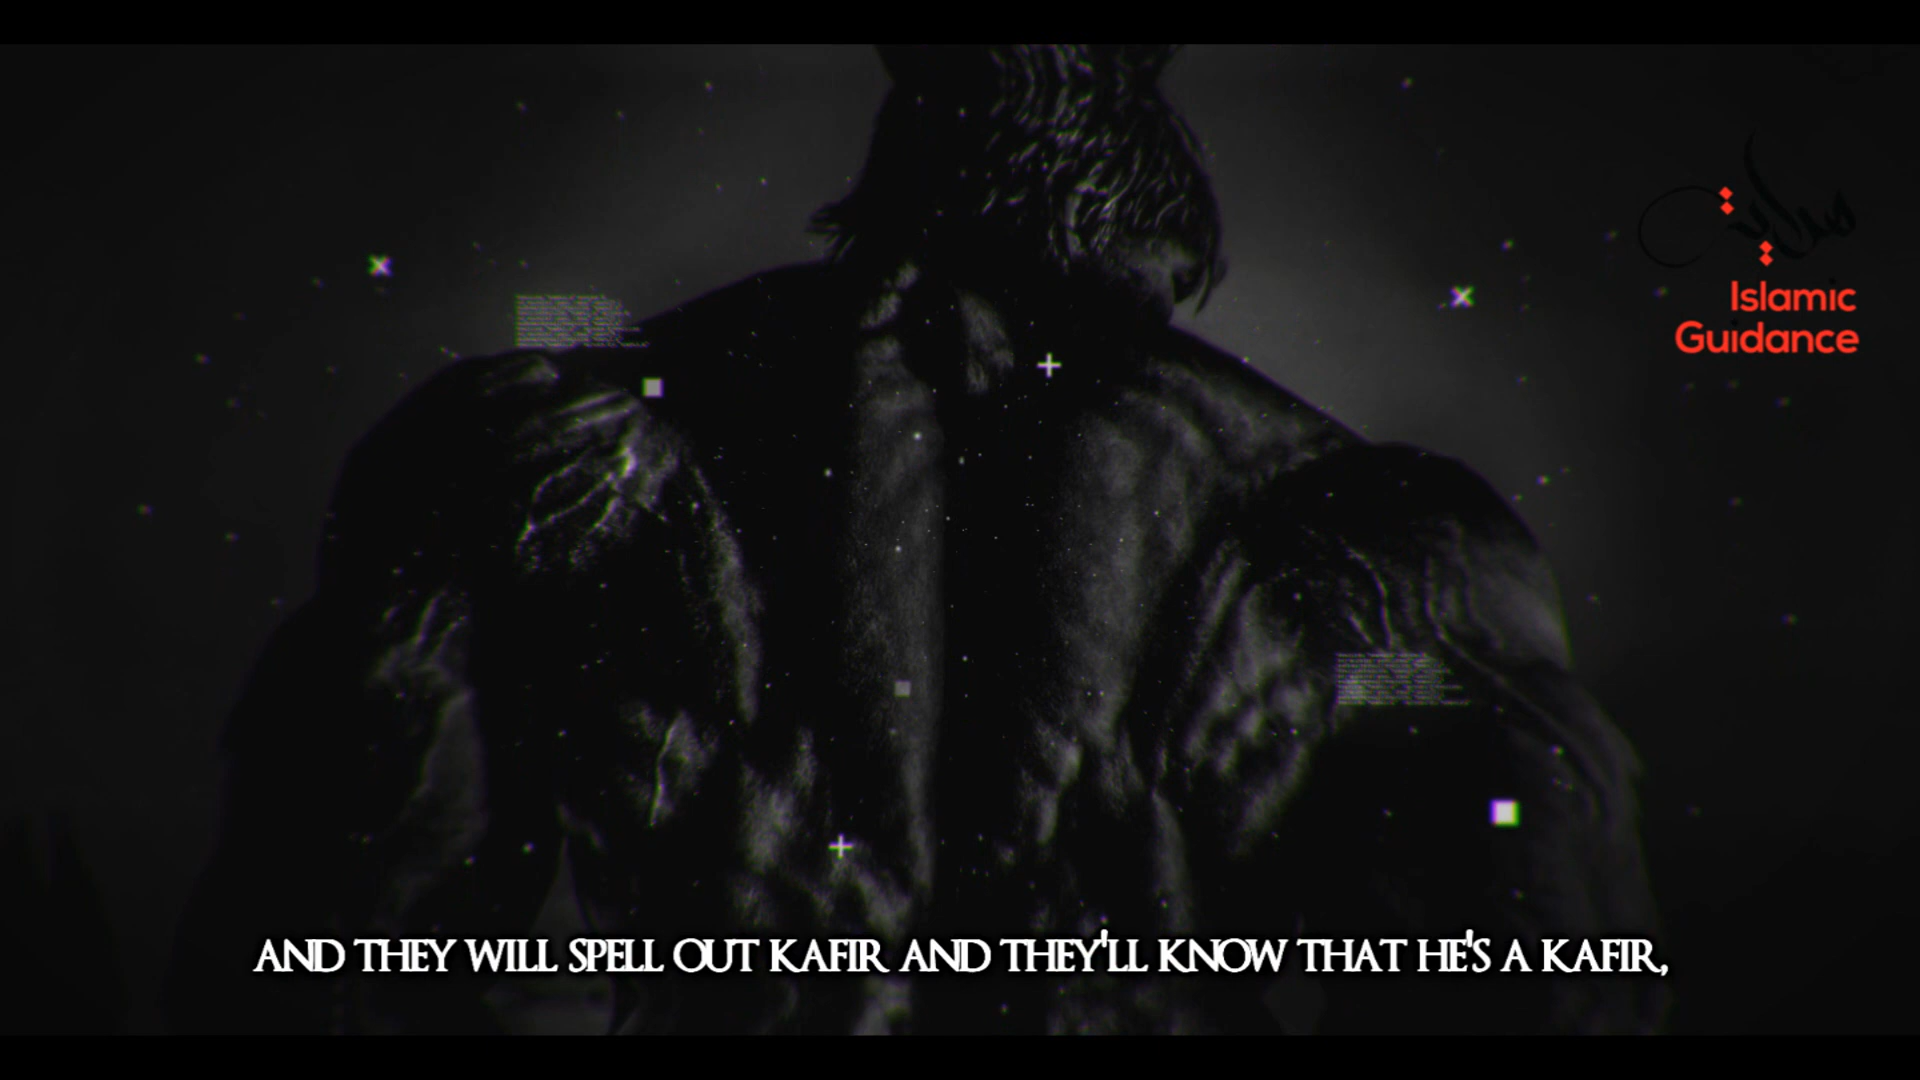 Islamic
Guidance
AND THEY WILL SPELL OUT KAFIR AND THEY'LL KNOW THAT HE'S A KAFIR,